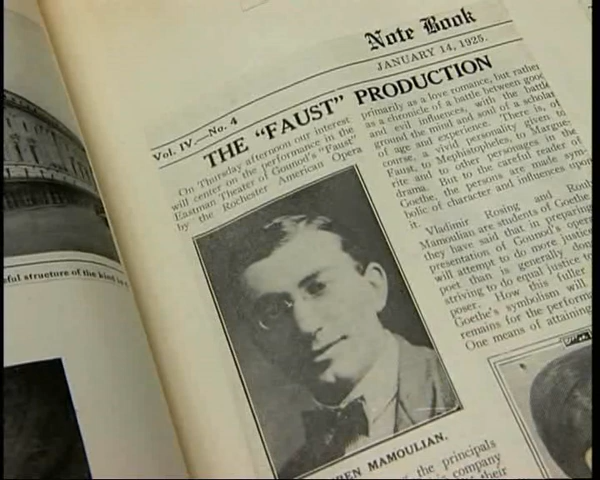 Note Book
JANUARY 14, 1925.
Vol. IV.—No. 4
THE "FAUST" PRODUCTION
On Thursday afternoon our interest
will center on the performance in the
Eastman Theater of Gounod's "Faust"
by the Rochester American Opera
primarily as a love romance, but rather
as a chronicle of a battle between good
and evil influences, with the battle
ground the mind and soul of a scholar
of age and experience. There is, of
course, a vivid personality given to
Faust, to Mephistopheles, to Margue-
rite and to other personages in the
drama. But to the careful reader of
Goethe, the persons are made sym-
bolic of character and influences upon
it.
Vladimir Rosing and Rouben
Mamoulian are students of Goethe
they have said that in preparing
presentation of Gounod's opera
will attempt to do more justice
poet than is generally done
striving to do equal justice to
poser. How this fuller
Goethe's symbolism will
remains for the performa
One means of attaining
BEN MAMOULIAN.
the principals
company
their
ful structure of the kind